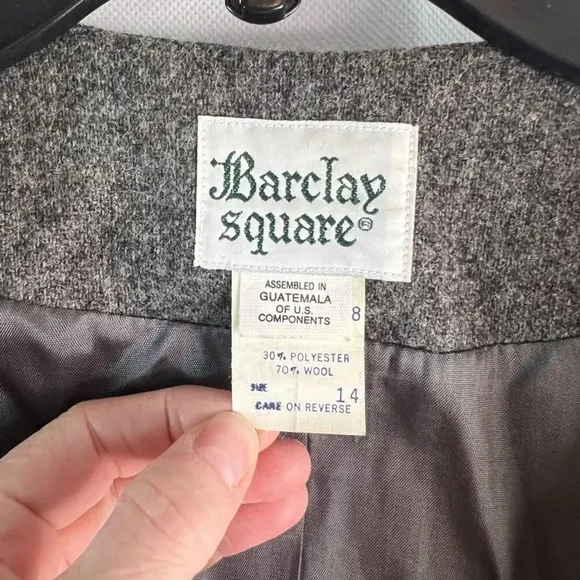 Barclay
square®
ASSEMBLED IN
GUATEMALA
OF U.S.
COMPONENTS 8
30% POLYESTER
70% WOOL
SIZE 14
CARE ON REVERSE